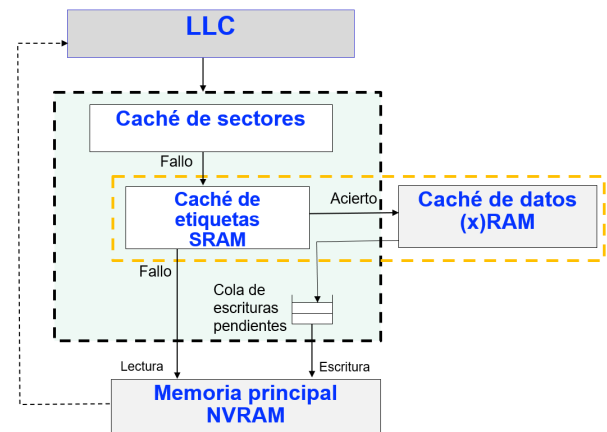 LLC
Caché de sectores
Fallo
Caché de
etiquetas
SRAM
Acierto
Caché de datos
(x)RAM
Fallo
Cola de
escrituras
pendientes
Lectura
Escritura
Memoria principal
NVRAM